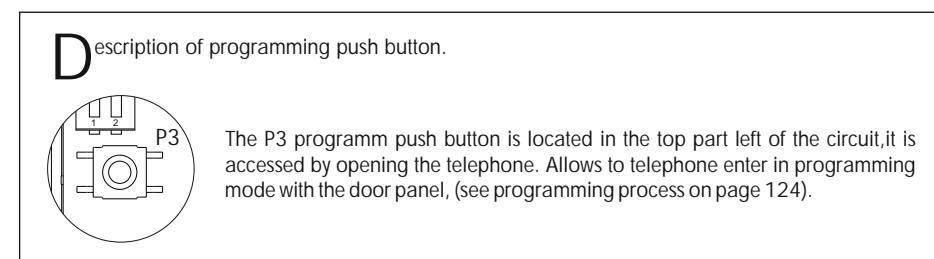 Description of programming push button.
1 2
P3
The P3 programm push button is located in the top part left of the circuit,it is
accessed by opening the telephone. Allows to telephone enter in programming
mode with the door panel, (see programming process on page 124).